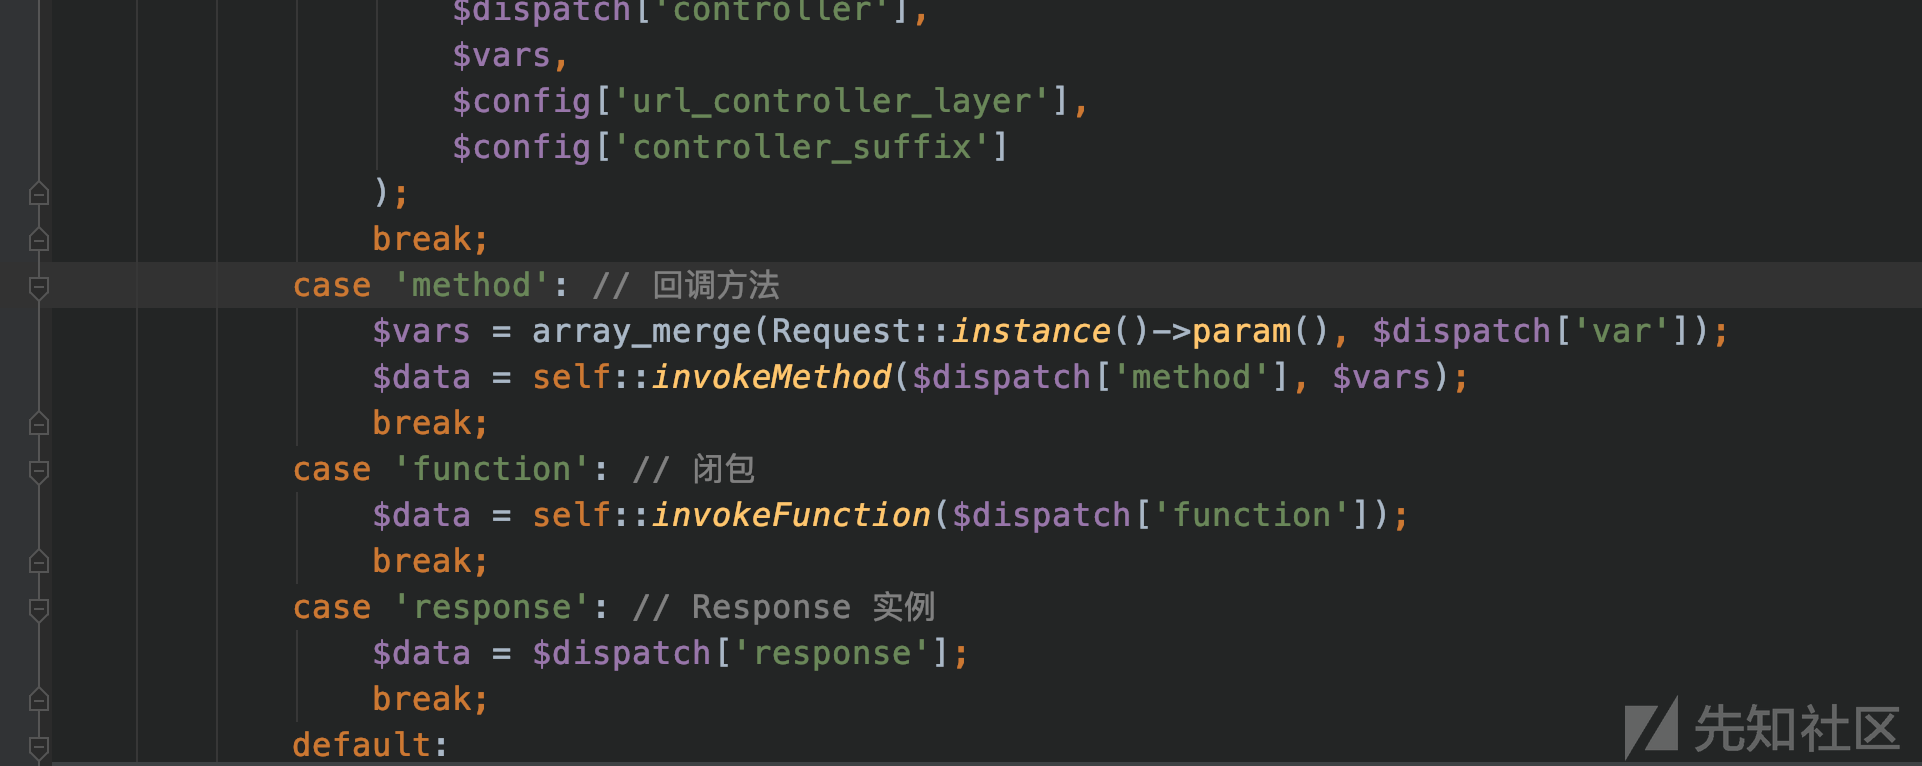 $dispatch['controller'],
$vars,
$config['url_controller_layer'],
$config['controller_suffix']
);
break;
case 'method': // 回调方法
$vars = array_merge(Request::instance()->param(), $dispatch['var']);
$data = self::invokeMethod($dispatch['method'], $vars);
break;
case 'function': // 闭包
$data = self::invokeFunction($dispatch['function']);
break;
case 'response': // Response 实例
$data = $dispatch['response'];
break;
default:
先知社区